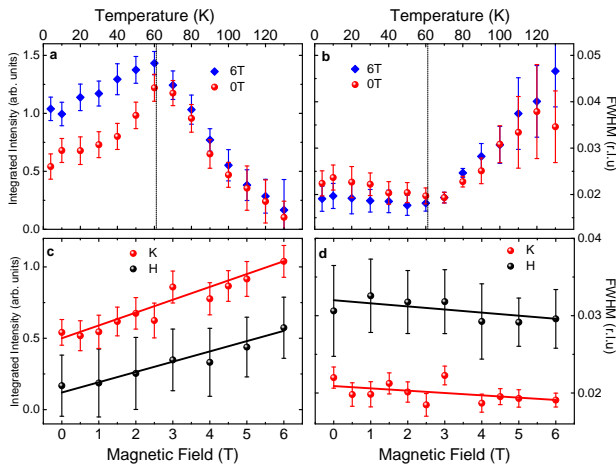 Temperature (K)
Temperature (K)
0 20 40 60 80 100 120
0 20 40 60 80 100 120
a
6T
0T
Integrated Intensity (arb. units)
1.5
1.0
0.5
0.0
b
6T
0T
FWHM (r.l.u)
0.05
0.04
0.03
0.02
0.01
c
K
H
Integrated Intensity (arb. units)
1.0
0.5
0.0
d
K
H
FWHM (r.l.u)
0.04
0.03
0.02
0 1 2 3 4 5 6
0 1 2 3 4 5 6
Magnetic Field (T)
Magnetic Field (T)